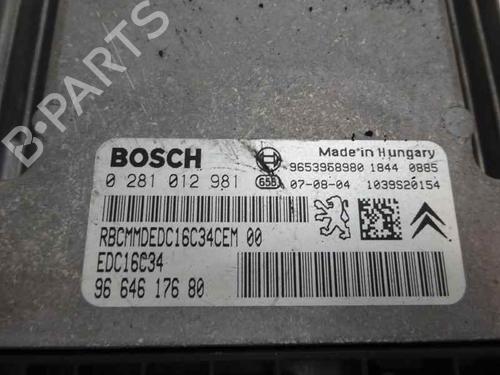 B-PARTS
BOSCH
Made in Hungary
9653958980 1844 0885
0 281 012 981
658
07-08-04 1039S20154
RBCMMDEDC16C34CEM 00
EDC16C34
96 646 176 80